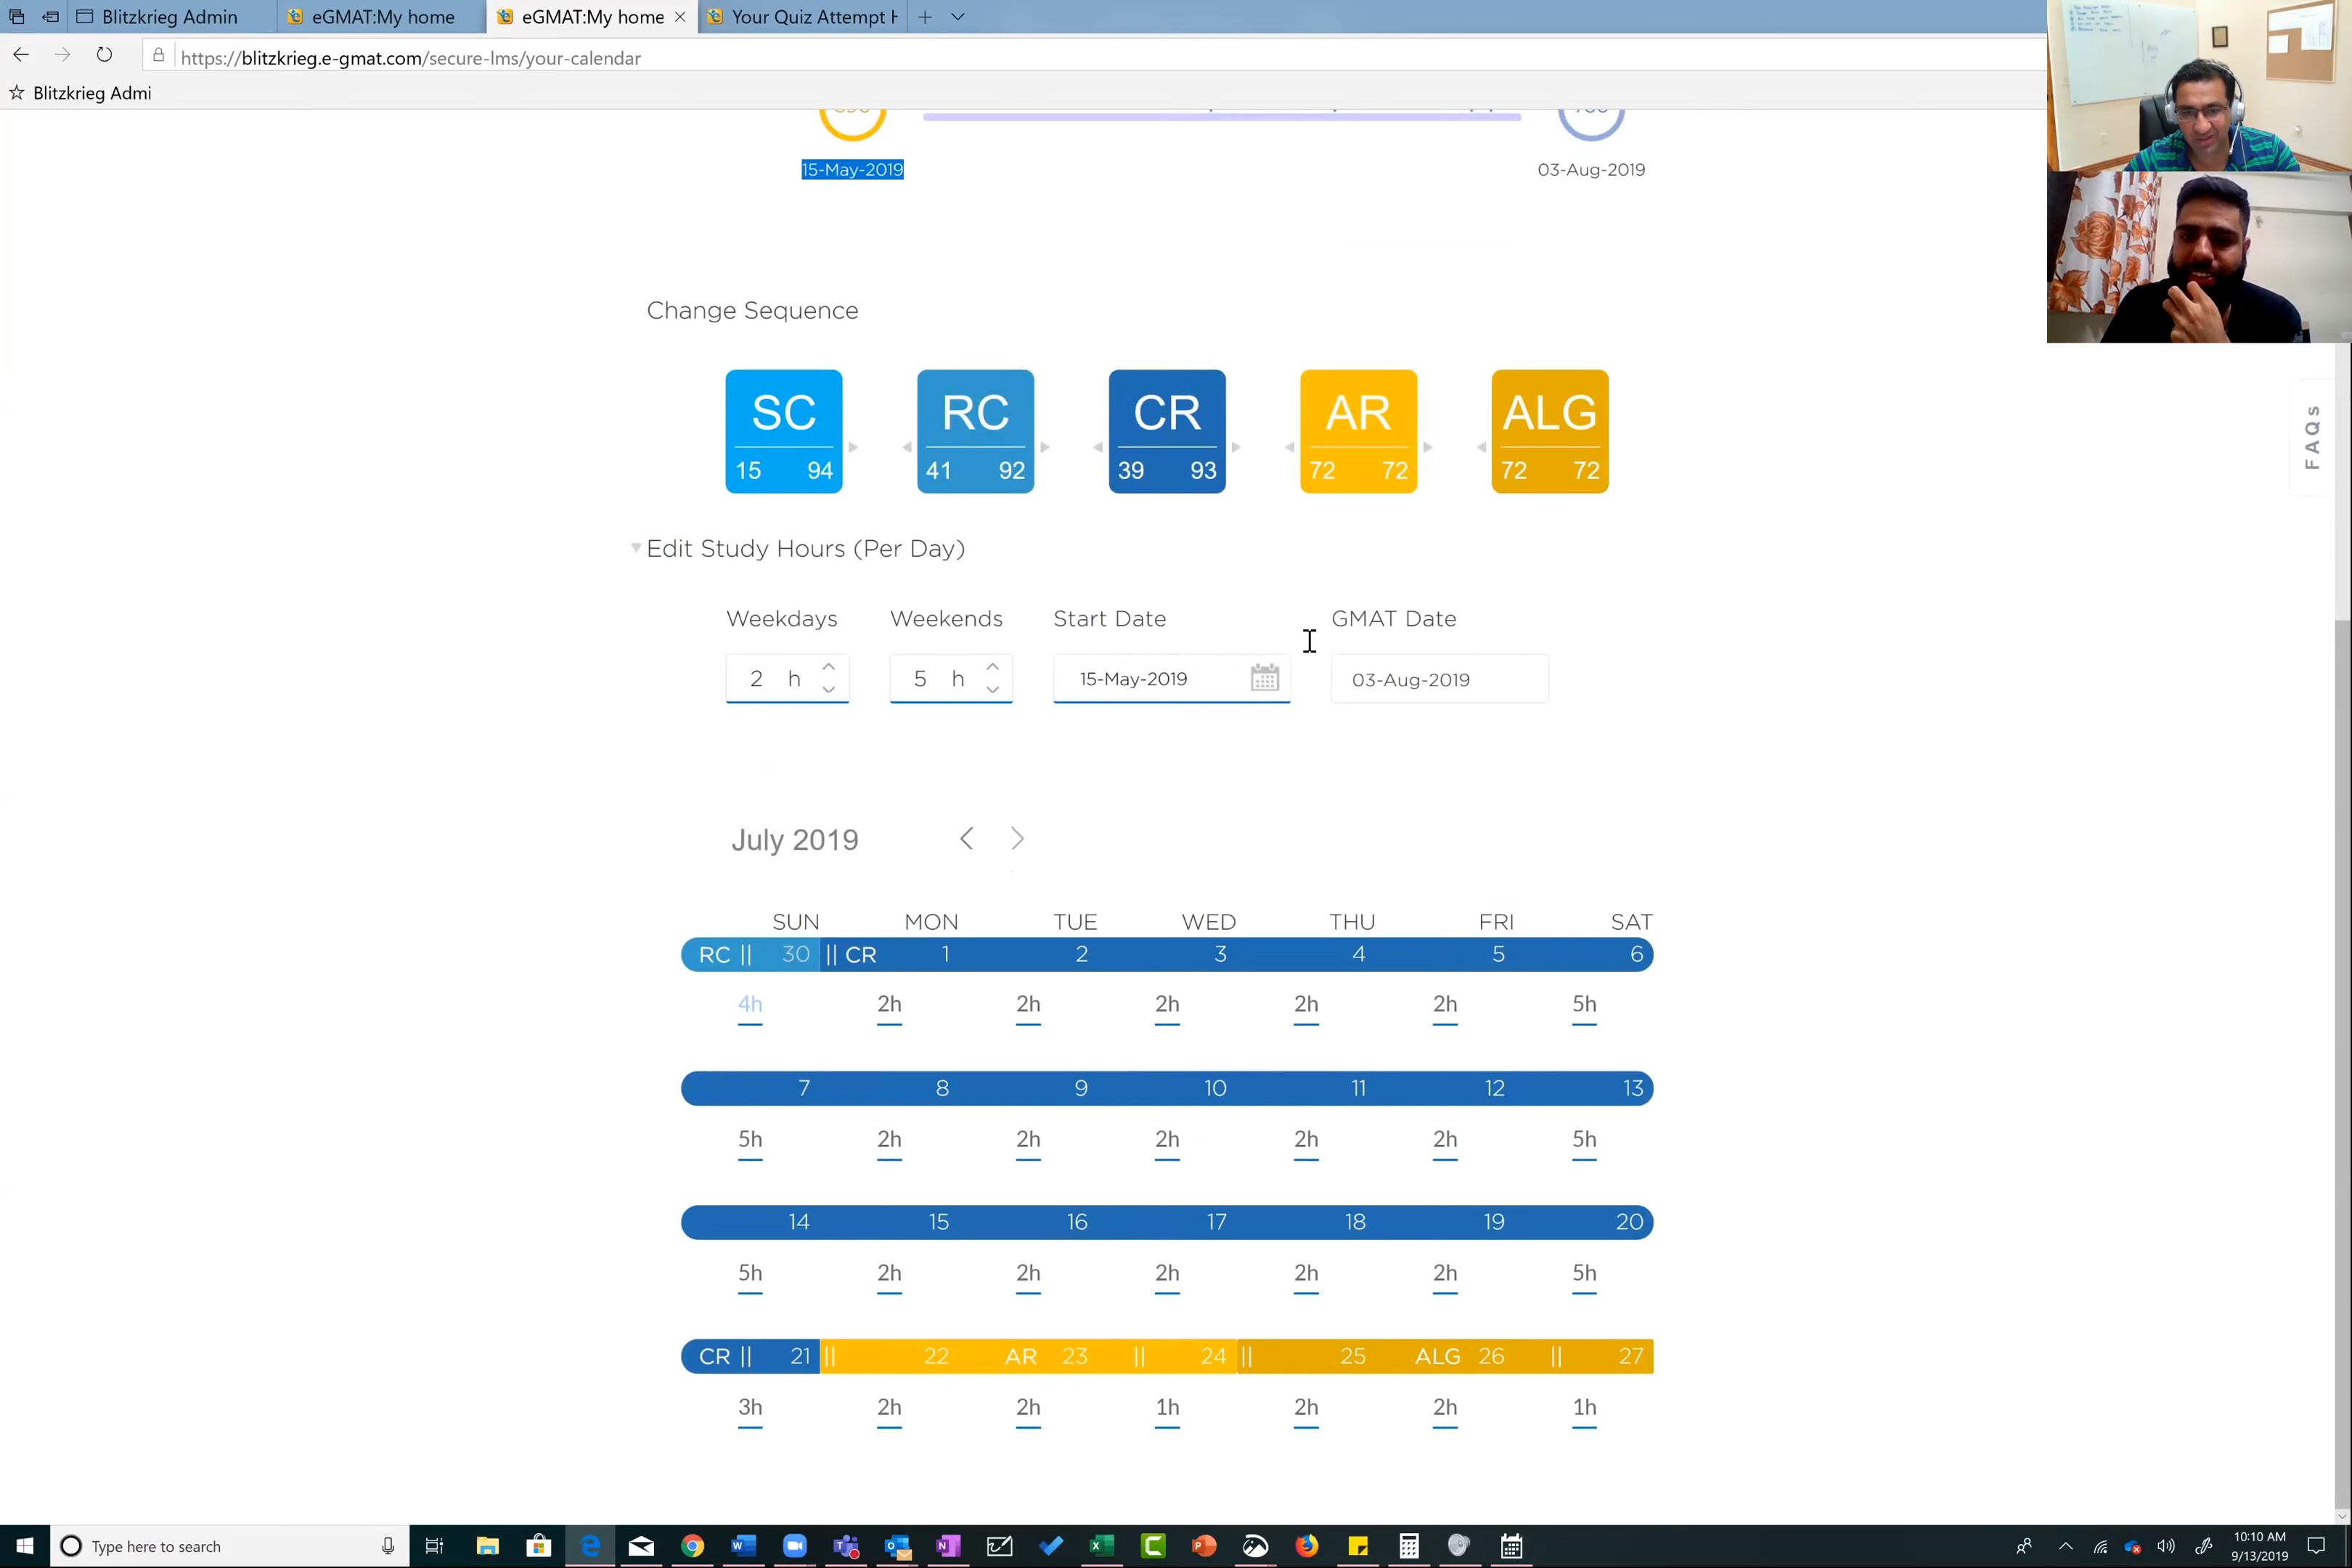 Blitzkrieg Admin
eGMAT:My home
eGMAT:My home
Your Quiz Attempt H
https://blitzkrieg.e-gmat.com/secure-lms/your-calendar
Blitzkrieg Admi
15-May-2019
03-Aug-2019
Change Sequence
SC RC CR AR ALG
15 94 41 92 39 93 72 72 72 72
FAQs
Edit Study Hours (Per Day)
Weekdays Weekends Start Date GMAT Date
2 h 5 h 15-May-2019 03-Aug-2019
July 2019
SUN MON TUE WED THU FRI SAT
RC || 30 || CR 1 2 3 4 5 6
4h 2h 2h 2h 2h 2h 5h
7 8 9 10 11 12 13
5h 2h 2h 2h 2h 2h 5h
14 15 16 17 18 19 20
5h 2h 2h 2h 2h 2h 5h
CR || 21 || 22 AR 23 || 24 || 25 ALG 26 || 27
3h 2h 2h 1h 2h 2h 1h
Type here to search
10:10 AM
9/13/2019